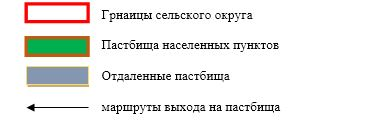 Грнаицы сельского округа
Пастбища населенных пунктов
Отдаленные пастбища
маршруты выхода на пастбища